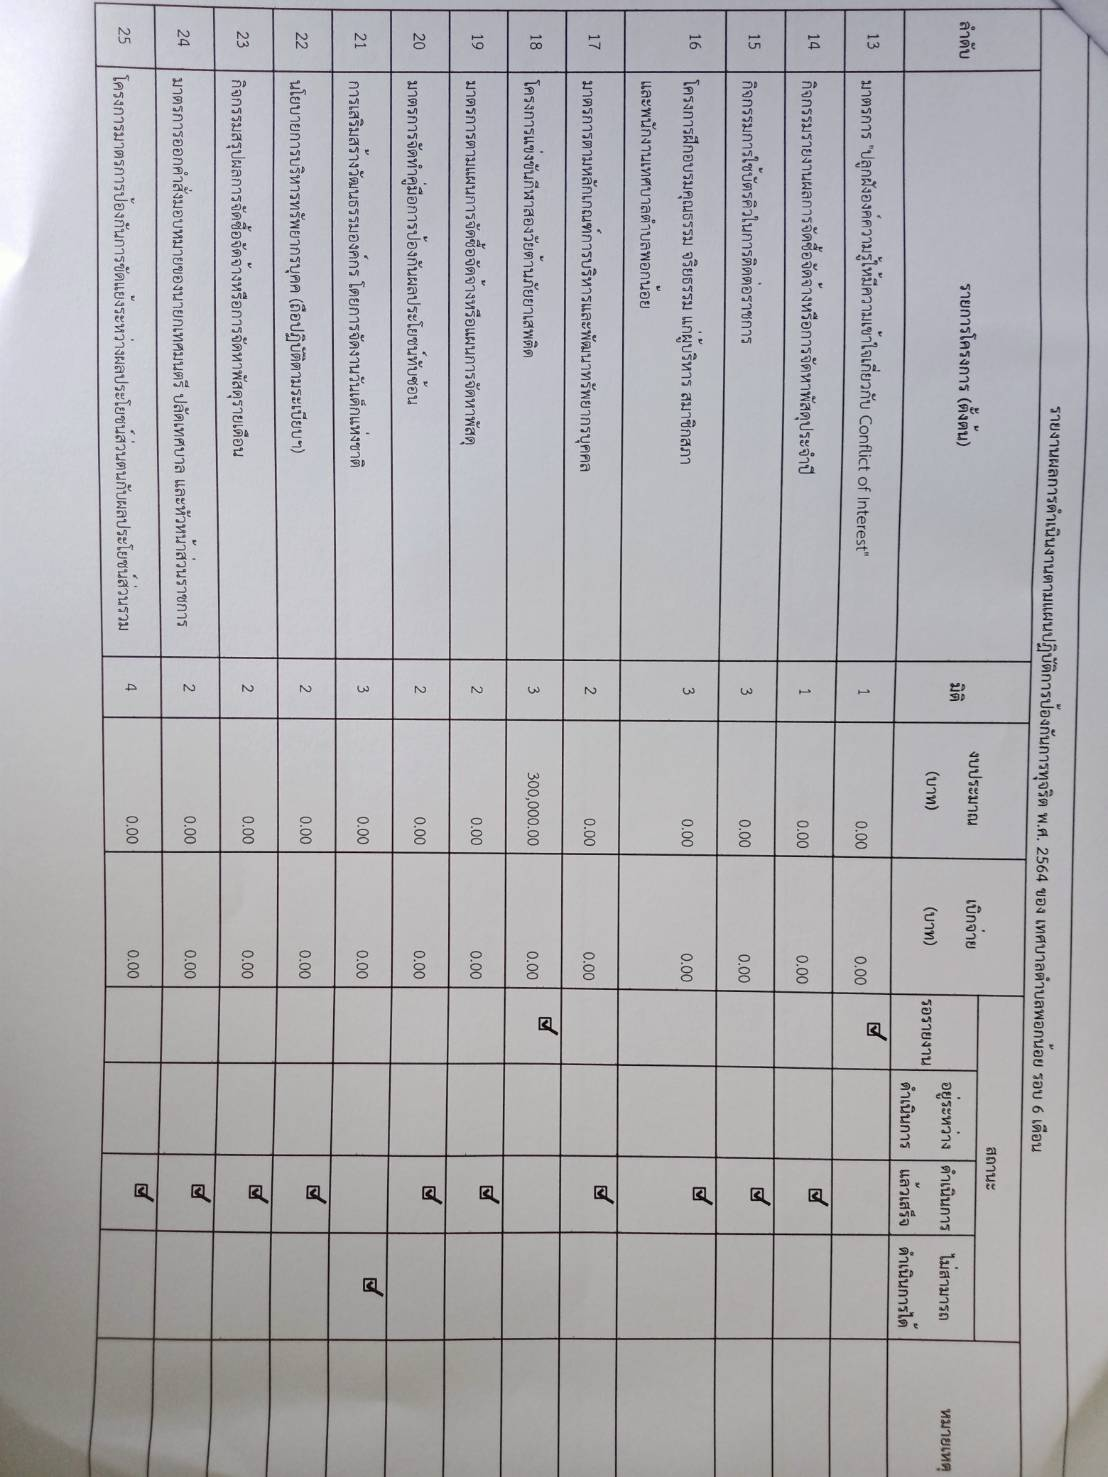 รายงานผลการดำเนินงานตามแผนปฏิบัติการป้องกันการทุจริต พ.ศ. 2564 ของ เทศบาลตำบลพอกน้อย รอบ 6 เดือน
ลำดับ รายการโครงการ (ตั้งต้น) มิติ งบประมาณ (บาท) เบิกจ่าย (บาท) สถานะ หมายเหตุ
รอรายงาน อยู่ระหว่างดำเนินการ ดำเนินการแล้วเสร็จ ไม่สามารถดำเนินการได้
13 มาตรการ "ปลูกฝังองค์ความรู้ให้มีความเข้าใจเกี่ยวกับ Conflict of Interest" 1 0.00 0.00 ☑
14 กิจกรรมรายงานผลการจัดซื้อจัดจ้างหรือการจัดหาพัสดุประจำปี 1 0.00 0.00 ☑
15 กิจกรรมการใช้บัตรคิวในการติดต่อราชการ 3 0.00 0.00 ☑
16 โครงการฝึกอบรมคุณธรรม จริยธรรม แก่ผู้บริหาร สมาชิกสภา 3 0.00 0.00 ☑
และพนักงานเทศบาลตำบลพอกน้อย
17 มาตรการตามหลักเกณฑ์การบริหารและพัฒนาทรัพยากรบุคคล 2 0.00 0.00 ☑
18 โครงการแข่งขันกีฬาสองวัยต้านภัยยาเสพติด 3 300,000.00 0.00 ☑
19 มาตรการตามแผนการจัดซื้อจัดจ้างหรือแผนการจัดหาพัสดุ 2 0.00 0.00 ☑
20 มาตรการจัดทำคู่มือการป้องกันผลประโยชน์ทับซ้อน 2 0.00 0.00 ☑
21 การเสริมสร้างวัฒนธรรมองค์กร โดยการจัดงานวันเด็กแห่งชาติ 3 0.00 0.00 ☑
22 นโยบายการบริหารทรัพยากรบุคค (ถือปฏิบัติตามระเบียบฯ) 2 0.00 0.00 ☑
23 กิจกรรมสรุปผลการจัดซื้อจัดจ้างหรือการจัดหาพัสดุรายเดือน 2 0.00 0.00 ☑
24 มาตรการออกคำสั่งมอบหมายของนายกเทศมนตรี ปลัดเทศบาล และหัวหน้าส่วนราชการ 2 0.00 0.00 ☑
25 โครงการมาตรการป้องกันการขัดแย้งระหว่างผลประโยชน์ส่วนตนกับผลประโยชน์ส่วนรวม 4 0.00 0.00 ☑